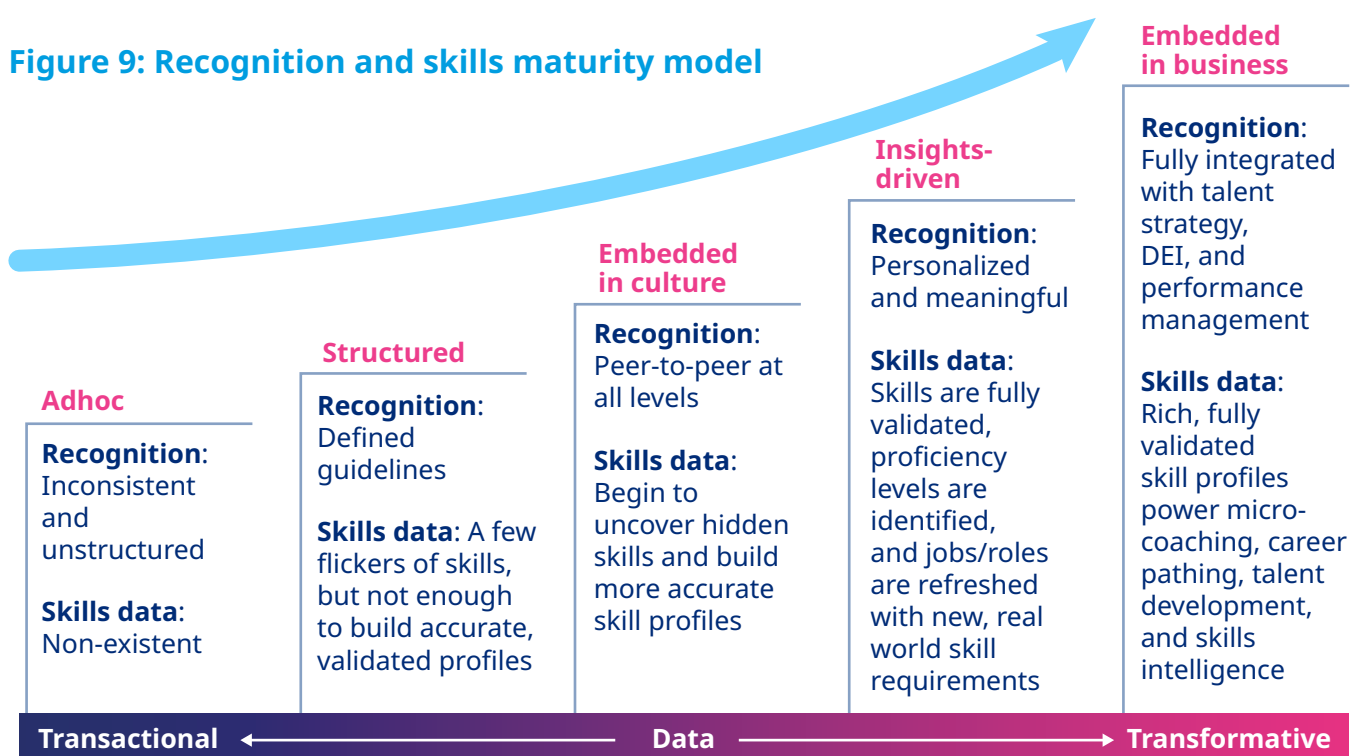 Figure 9: Recognition and skills maturity model
Adhoc
Recognition:
Inconsistent
and
unstructured
Skills data:
Non-existent
Structured
Recognition:
Defined
guidelines
Skills data: A few
flickers of skills,
but not enough
to build accurate,
validated profiles
Embedded
in culture
Recognition:
Peer-to-peer at
all levels
Skills data:
Begin to
uncover hidden
skills and build
more accurate
skill profiles
Insights-
driven
Recognition:
Personalized
and meaningful
Skills data:
Skills are fully
validated,
proficiency
levels are
identified,
and jobs/roles
are refreshed
with new, real
world skill
requirements
Embedded
in business
Recognition:
Fully integrated
with talent
strategy,
DEI, and
performance
management
Skills data:
Rich, fully
validated
skill profiles
power micro-
coaching, career
pathing, talent
development,
and skills
intelligence
Transactional
Data
Transformative